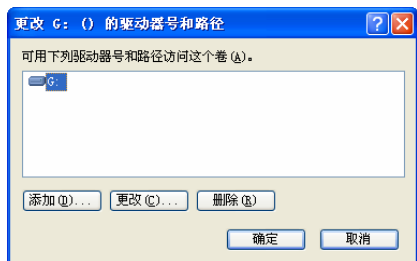 更改 G: () 的驱动器号和路径
可用下列驱动器号和路径访问这个卷(A)。
G:
添加(D)... 更改(C)... 删除(R)
确定 取消